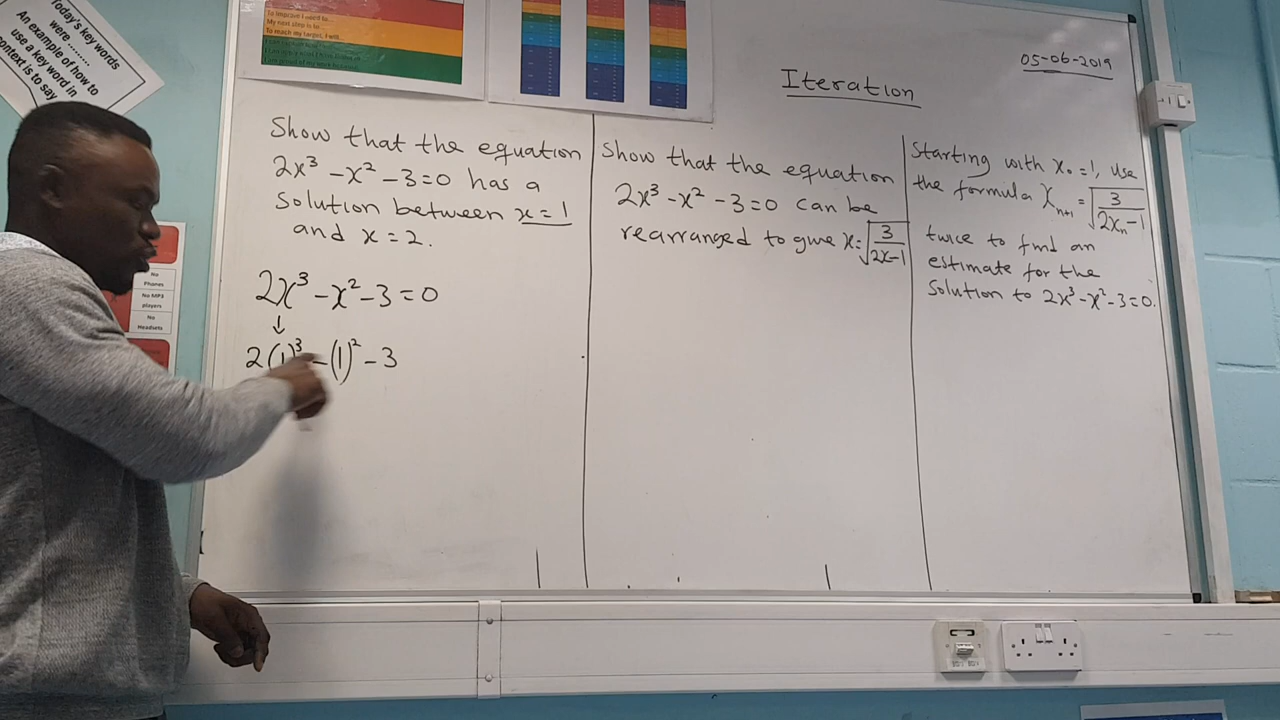 Today's key words
were ........
An example of how to
use a key word in
context is to say
To improve I need to...
My next step is to...
To reach my target, I will...
No
Phones
No MP3
players
No
Headsets
05-06-2019
Iteration
Show that the equation
2x³ - x² - 3 = 0 has a
solution between x = 1
and x = 2.
2x³ - x² - 3 = 0
↓
2(1)³ - (1)² - 3
Show that the equation
2x³ - x² - 3 = 0 can be
rearranged to give x = √(3/(2x-1))
Starting with x₀ = 1, use
the formula xₙ₊₁ = √(3/(2xₙ-1))
twice to find an
estimate for the
solution to 2x³ - x² - 3 = 0.